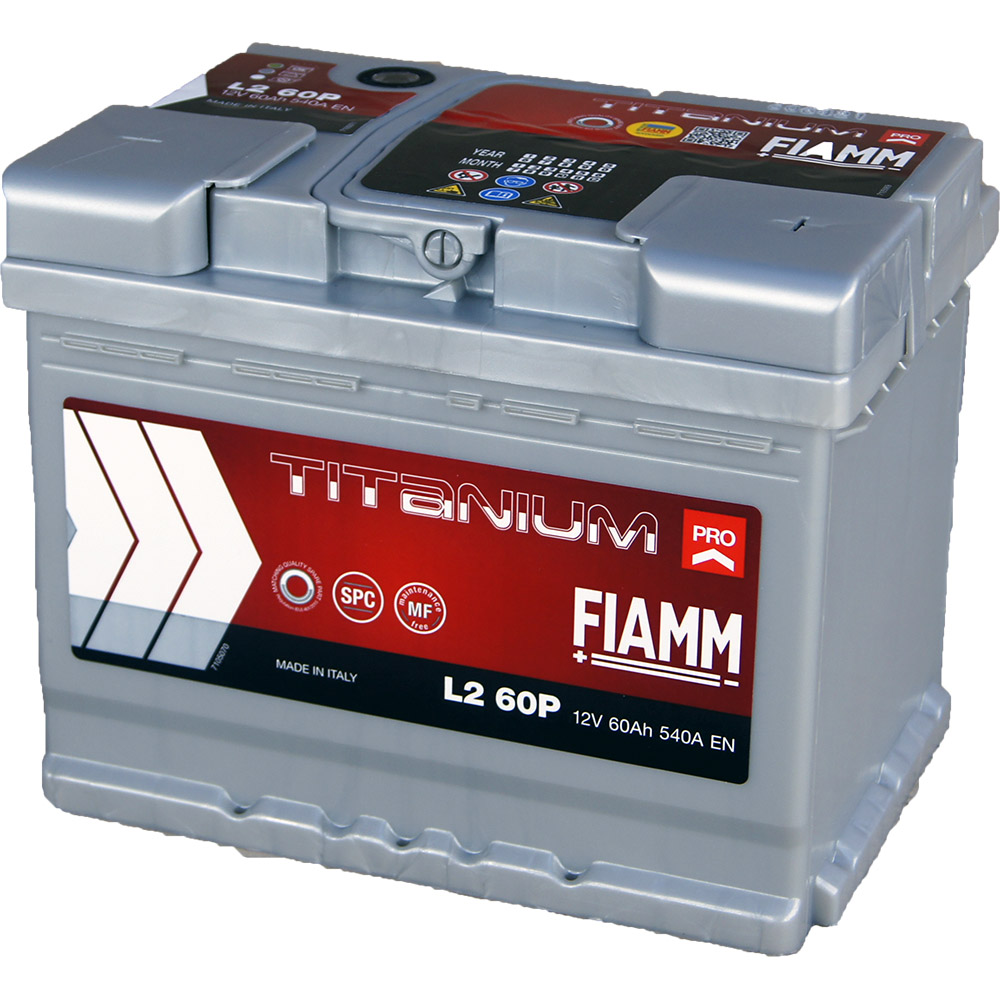 L2 60P
12V 60Ah 540A EN
MADE IN ITALY
TITANIUM
PRO
FIAMM
YEAR
MONTH
TITANIUM
PRO
FIAMM
+ -
SPC
maintenance
MF
free
MADE IN ITALY
L2 60P 12V 60Ah 540A EN
7105070